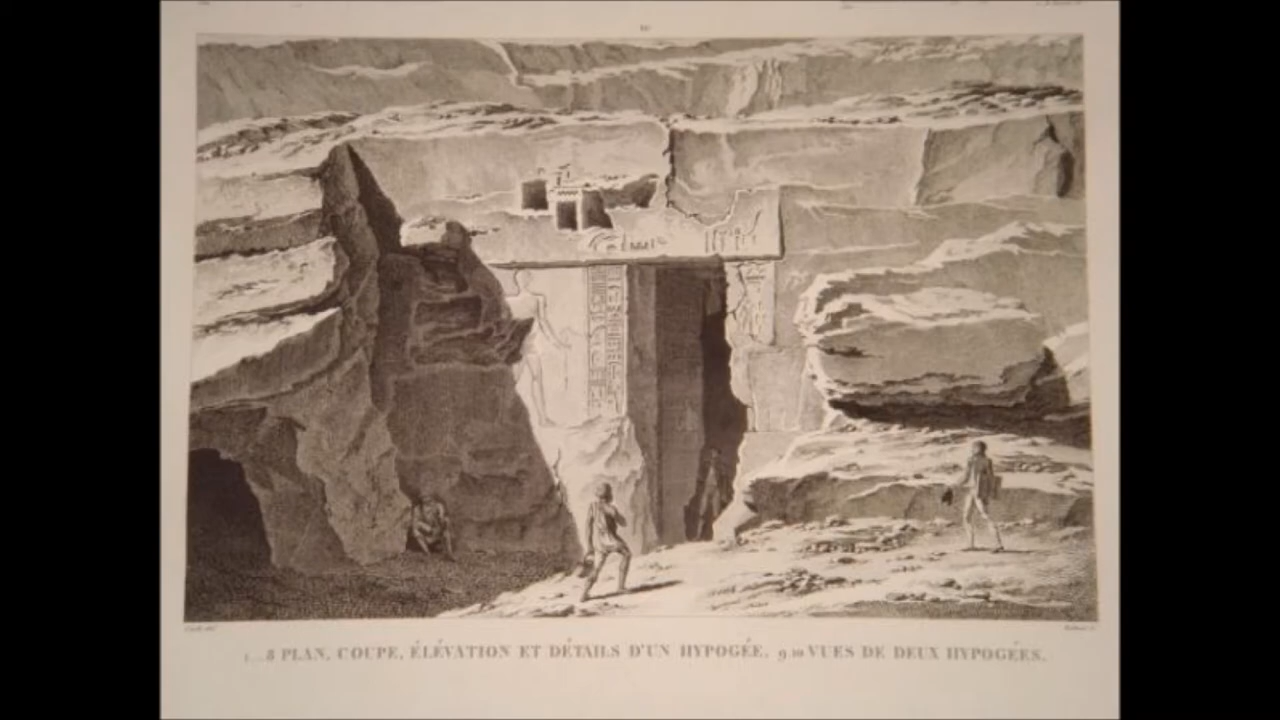 1...8 PLAN, COUPE, ÉLÉVATION ET DÉTAILS D'UN HYPOGÉE. 9.10 VUES DE DEUX HYPOGÉES.